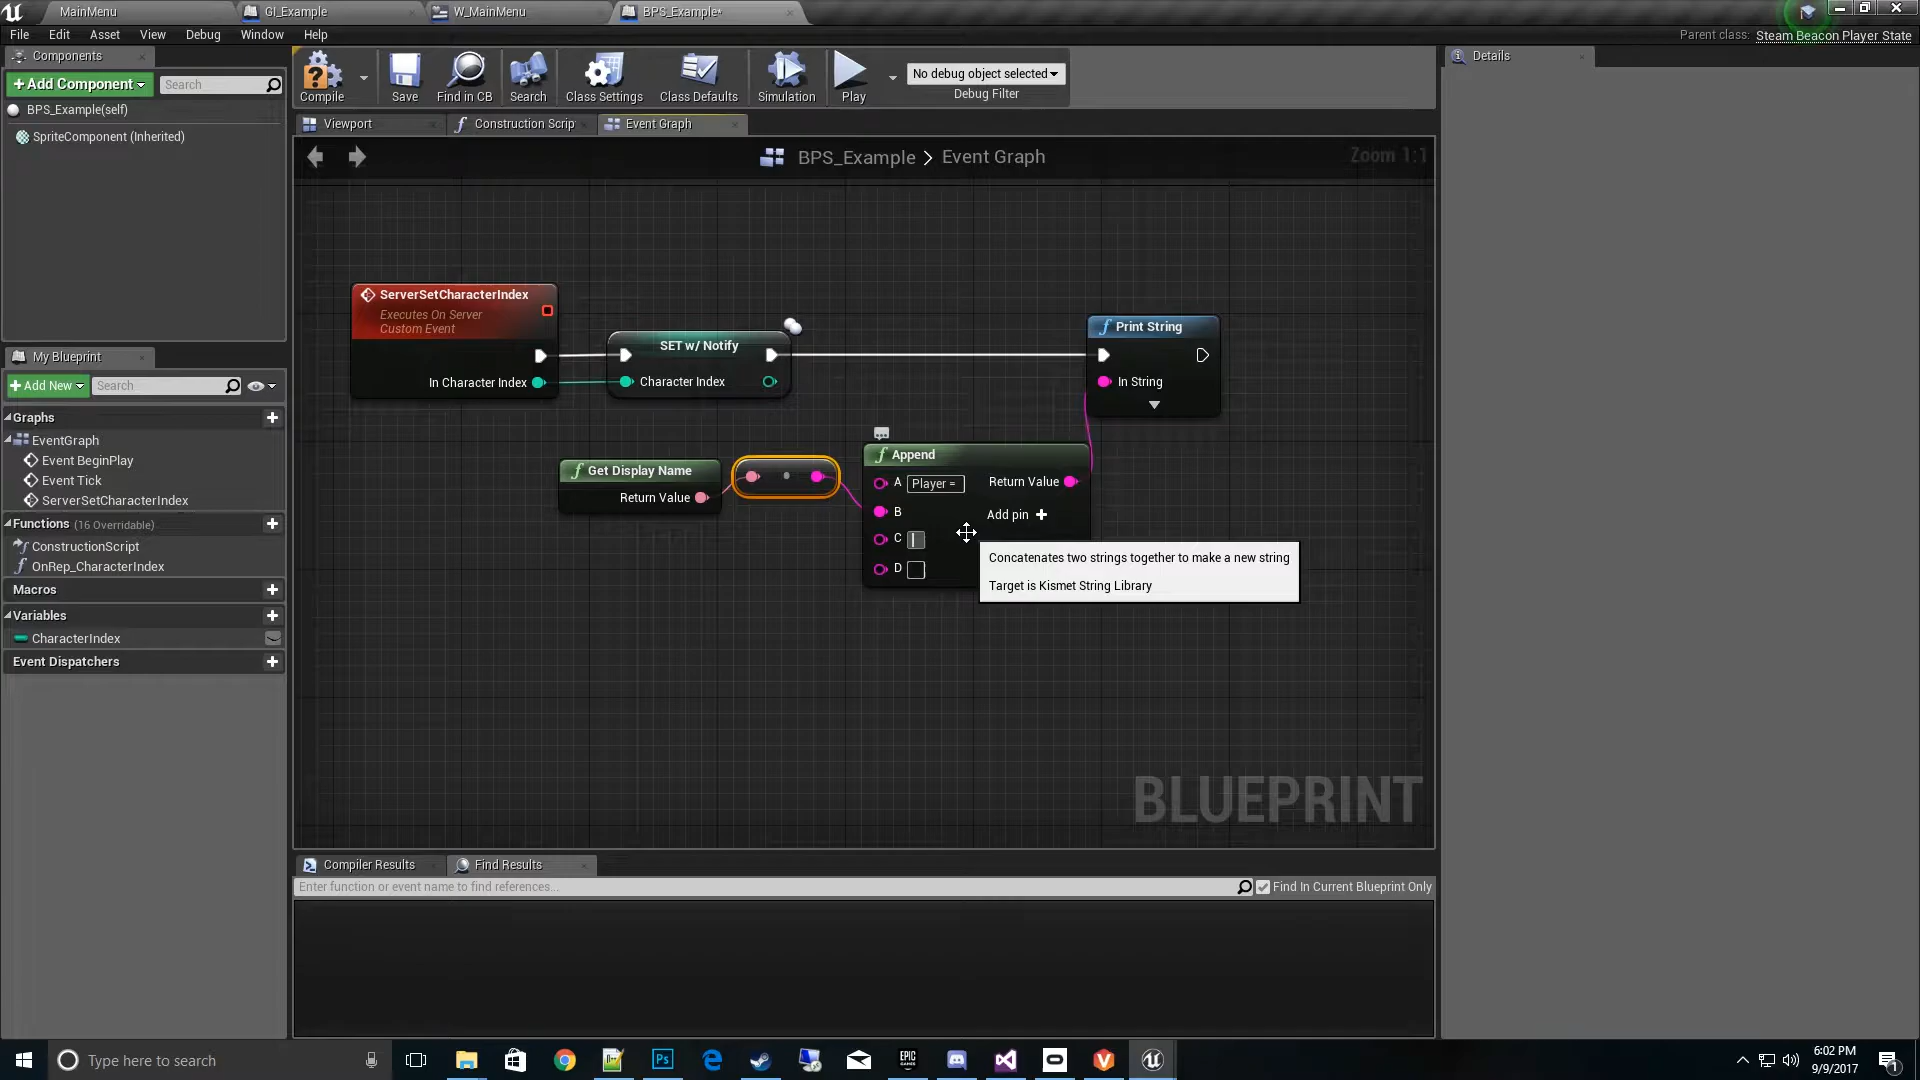 MainMenu
GI_Example
W_MainMenu
BPS_Example*
File Edit Asset View Debug Window Help
Parent class: Steam Beacon Player State
Components
+Add Component
Search
BPS_Example(self)
SpriteComponent (Inherited)
Compile
Save
Find in CB
Search
Class Settings
Class Defaults
Simulation
Play
No debug object selected
Debug Filter
Details
Viewport
Construction Scrip
Event Graph
BPS_Example > Event Graph
Zoom 1:1
ServerSetCharacterIndex
Executes On Server
Custom Event
In Character Index
SET w/ Notify
Character Index
Print String
In String
Get Display Name
Return Value
Append
A Player =
Return Value
B
Add pin +
C
D
Concatenates two strings together to make a new string
Target is Kismet String Library
BLUEPRINT
My Blueprint
+Add New
Search
Graphs
EventGraph
Event BeginPlay
Event Tick
ServerSetCharacterIndex
Functions (16 Overridable)
ConstructionScript
OnRep_CharacterIndex
Macros
Variables
CharacterIndex
Event Dispatchers
Compiler Results
Find Results
Enter function or event name to find references...
Find In Current Blueprint Only
Type here to search
Ps
EPIC GAMES
6:02 PM
9/9/2017
1